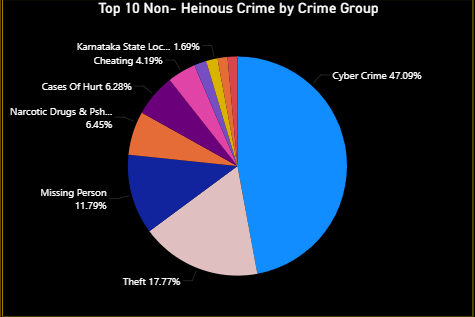 Top 10 Non- Heinous Crime by Crime Group
Karnataka State Loc... 1.69%
Cheating 4.19%
Cases Of Hurt 6.28%
Narcotic Drugs & Psh...
6.45%
Missing Person
11.79%
Theft 17.77%
Cyber Crime 47.09%